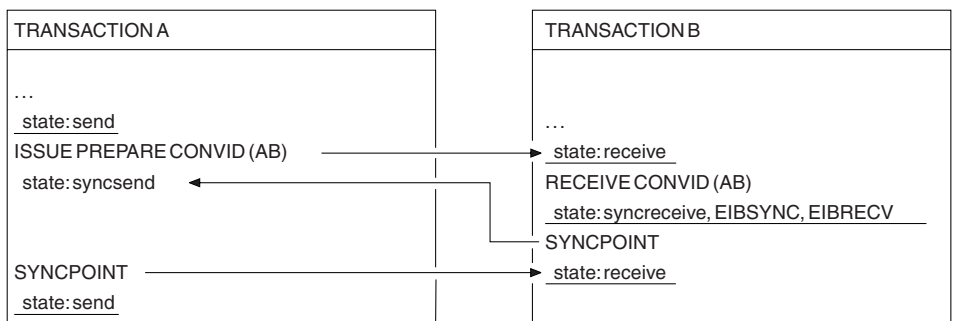 TRANSACTION A
...
state: send
ISSUE PREPARE CONVID (AB)
state: syncsend
SYNCPOINT
state: send
TRANSACTION B
...
state: receive
RECEIVE CONVID (AB)
state: syncreceive, EIBSYNC, EIBRECV
SYNCPOINT
state: receive